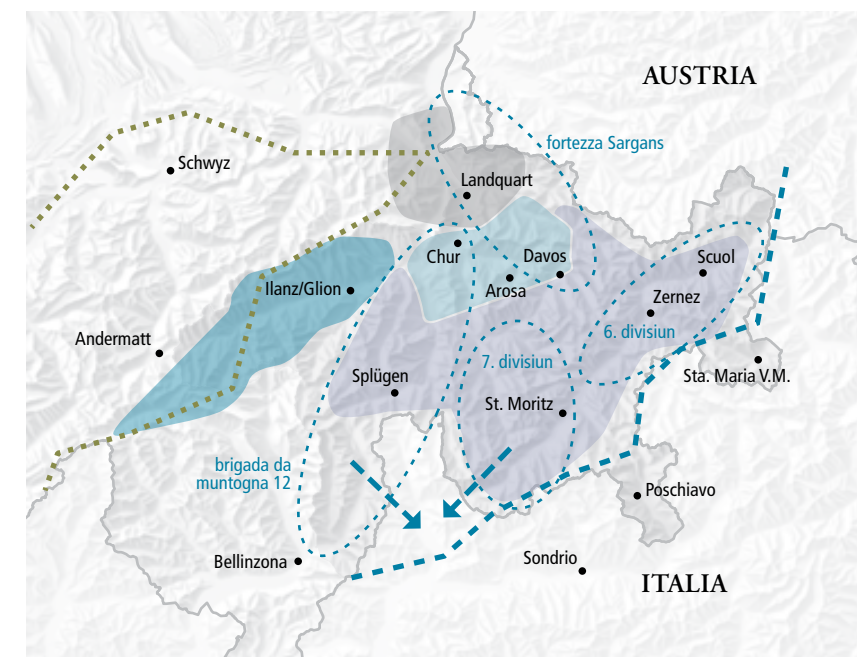 AUSTRIA
fortezza Sargans
Schwyz
Landquart
Chur
Davos
Scuol
Arosa
Ilanz/Glion
Zernez
Andermatt
6. divisiun
7. divisiun
Sta. Maria V.M.
Splügen
St. Moritz
brigada da
muntogna 12
Poschiavo
Bellinzona
Sondrio
ITALIA